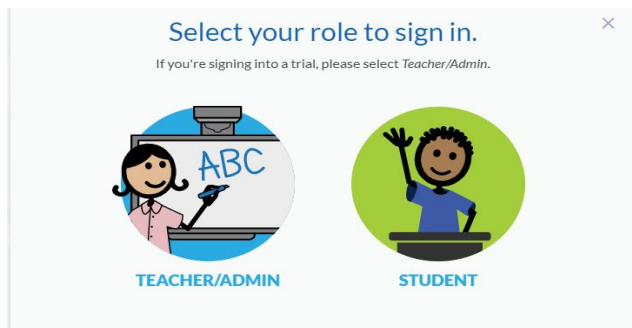 Select your role to sign in.
If you're signing into a trial, please select Teacher/Admin.
ABC
TEACHER/ADMIN
STUDENT